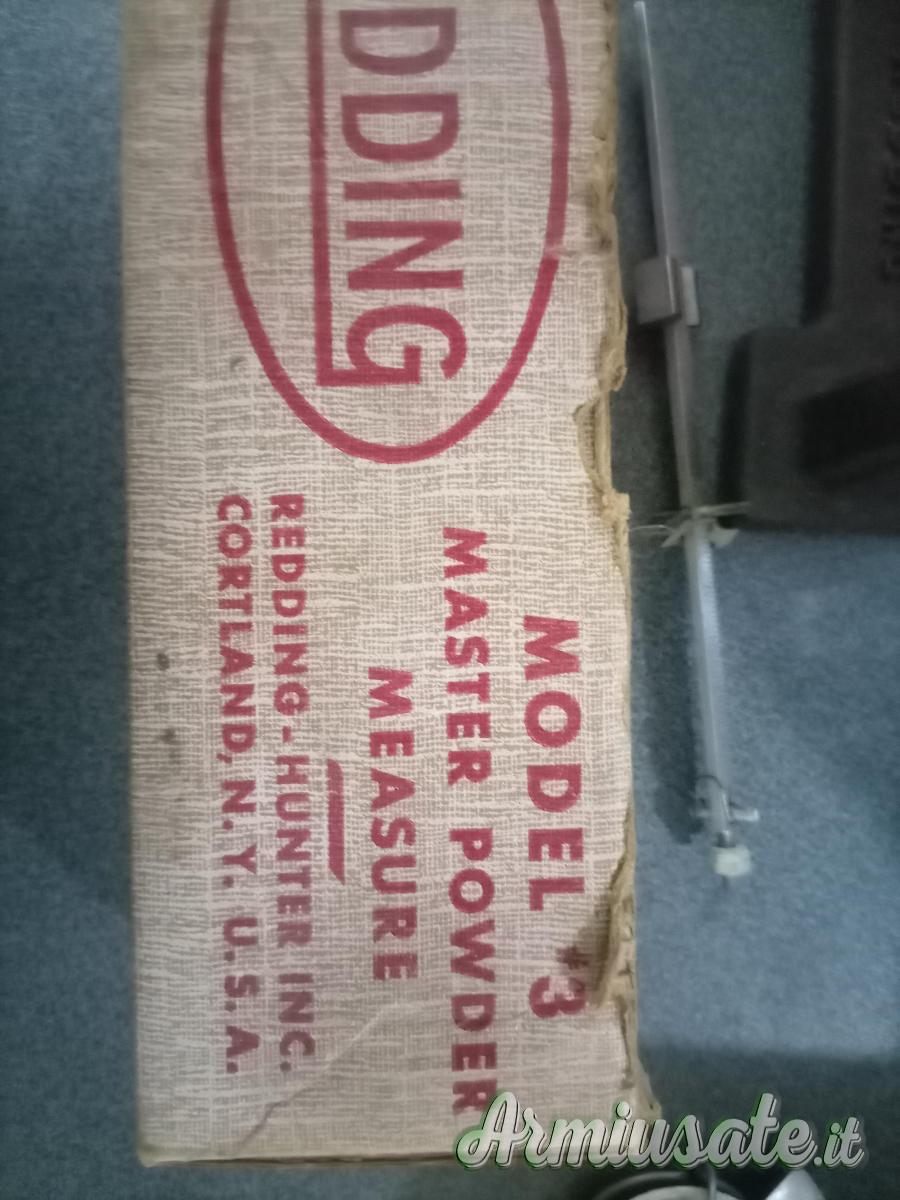 DDING
MODEL #3
MASTER POWDER
MEASURE
REDDING-HUNTER INC.
CORTLAND, N.Y. U.S.A.
Armiusate.it